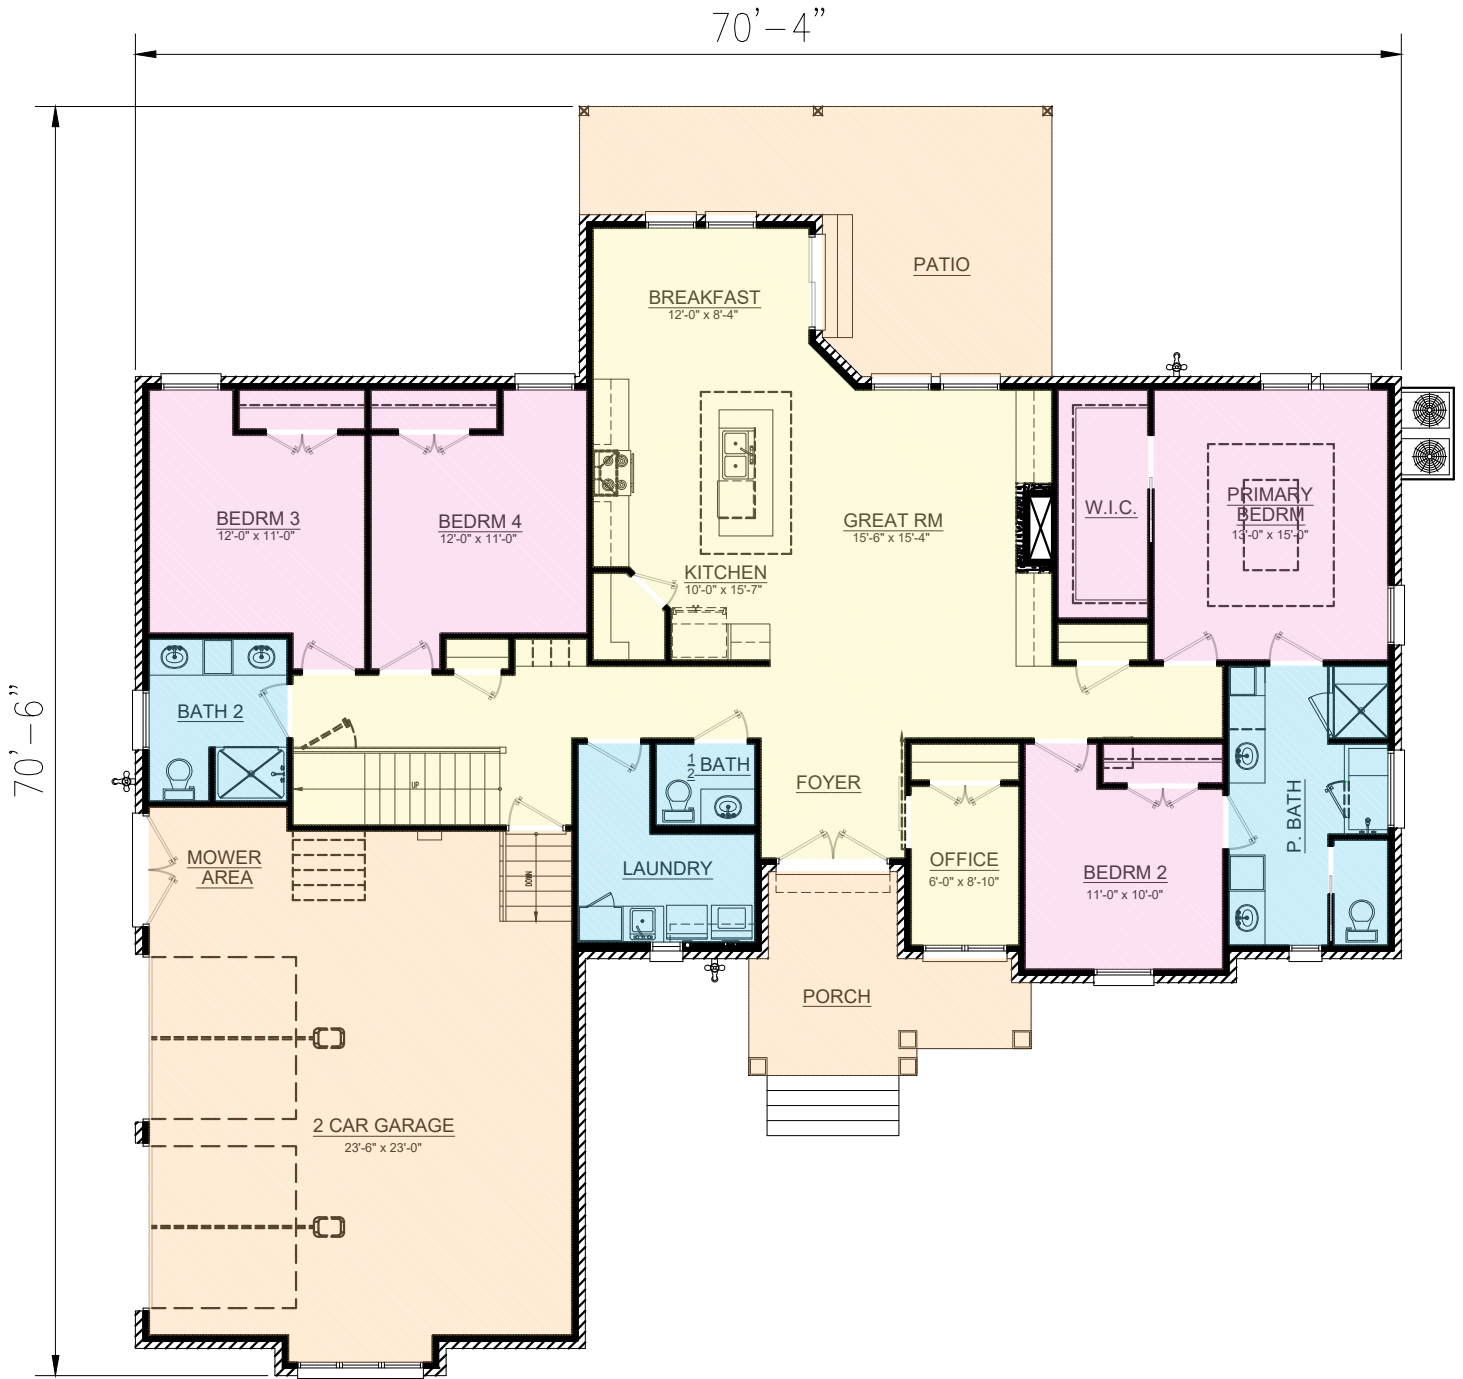 70'-4"
70'-6"
PATIO
BREAKFAST
12'-0" x 8'-4"
BEDRM 3
12'-0" x 11'-0"
BEDRM 4
12'-0" x 11'-0"
GREAT RM
15'-6" x 15'-4"
W.I.C.
PRIMARY
BEDRM
13'-0" x 15'-0"
KITCHEN
10'-0" x 15'-7"
BATH 2
UP
1/2 BATH
FOYER
P. BATH
MOWER
AREA
DOWN
LAUNDRY
OFFICE
6'-0" x 8'-10"
BEDRM 2
11'-0" x 10'-0"
PORCH
2 CAR GARAGE
23'-6" x 23'-0"